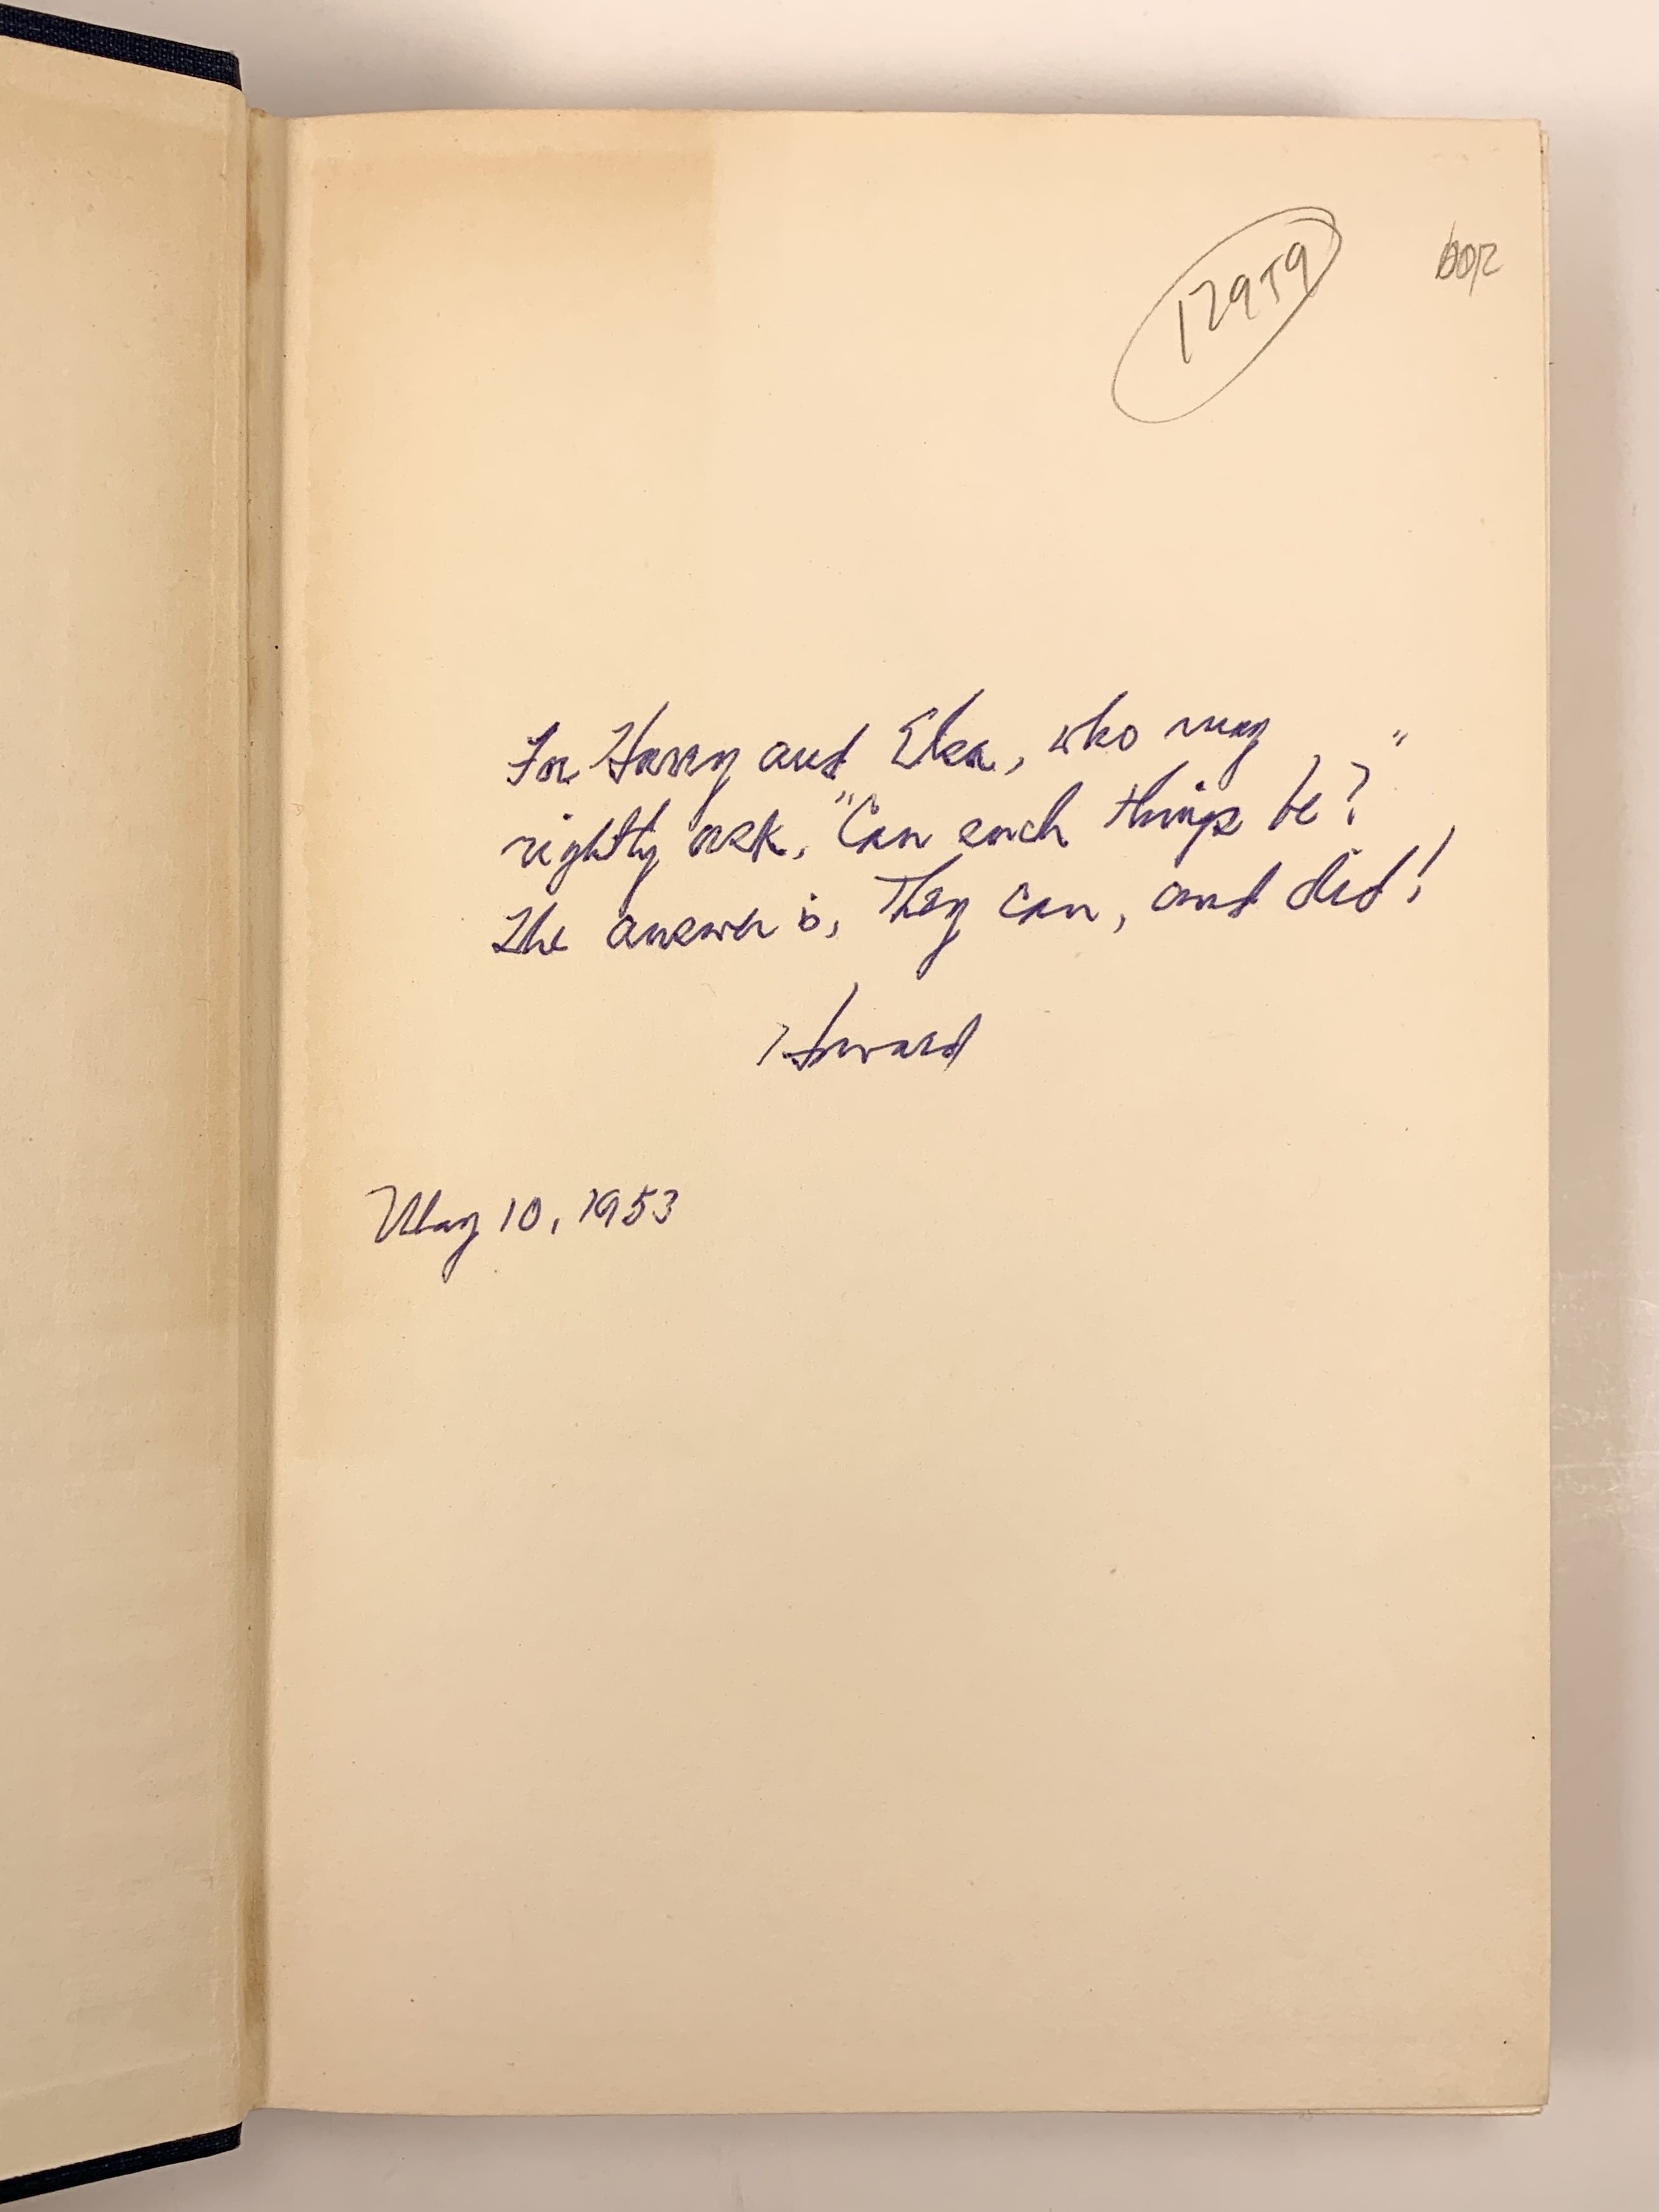 12959
For Harry and Elsa, who may
rightly ask, "Can such things be?"
The answer is, They can, and did!
Howard
May 10, 1953